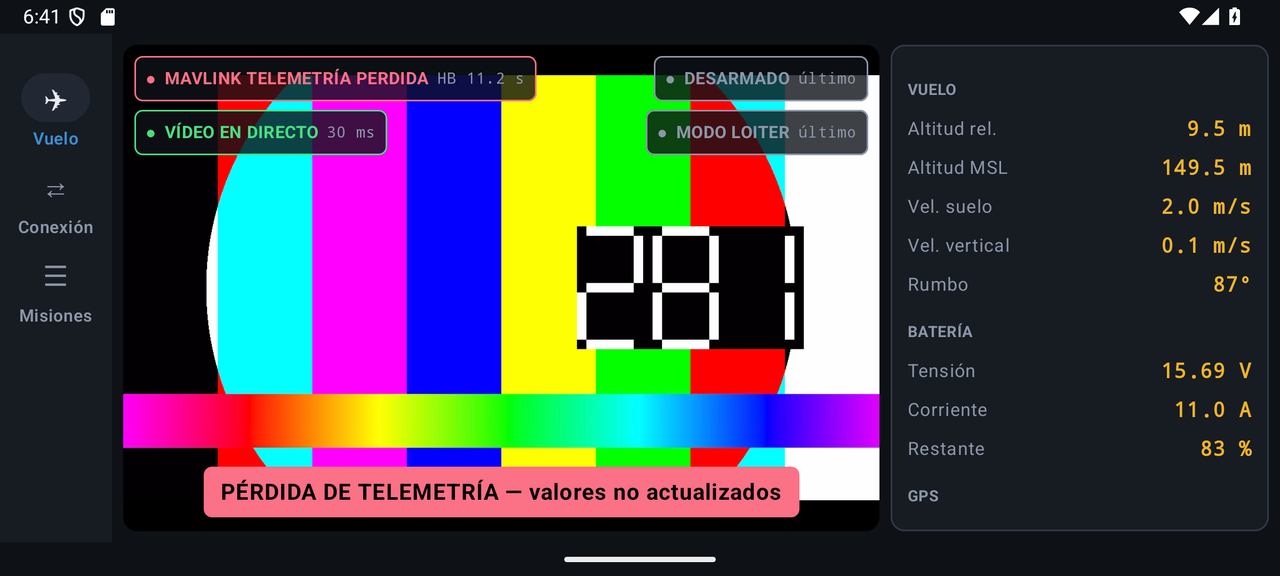 6:41
Vuelo
Conexión
Misiones
MAVLINK TELEMETRÍA PERDIDA HB 11.2 s
VÍDEO EN DIRECTO 30 ms
DESARMADO último
MODO LOITER último
281
PÉRDIDA DE TELEMETRÍA — valores no actualizados
VUELO
Altitud rel. 9.5 m
Altitud MSL 149.5 m
Vel. suelo 2.0 m/s
Vel. vertical 0.1 m/s
Rumbo 87°
BATERÍA
Tensión 15.69 V
Corriente 11.0 A
Restante 83 %
GPS